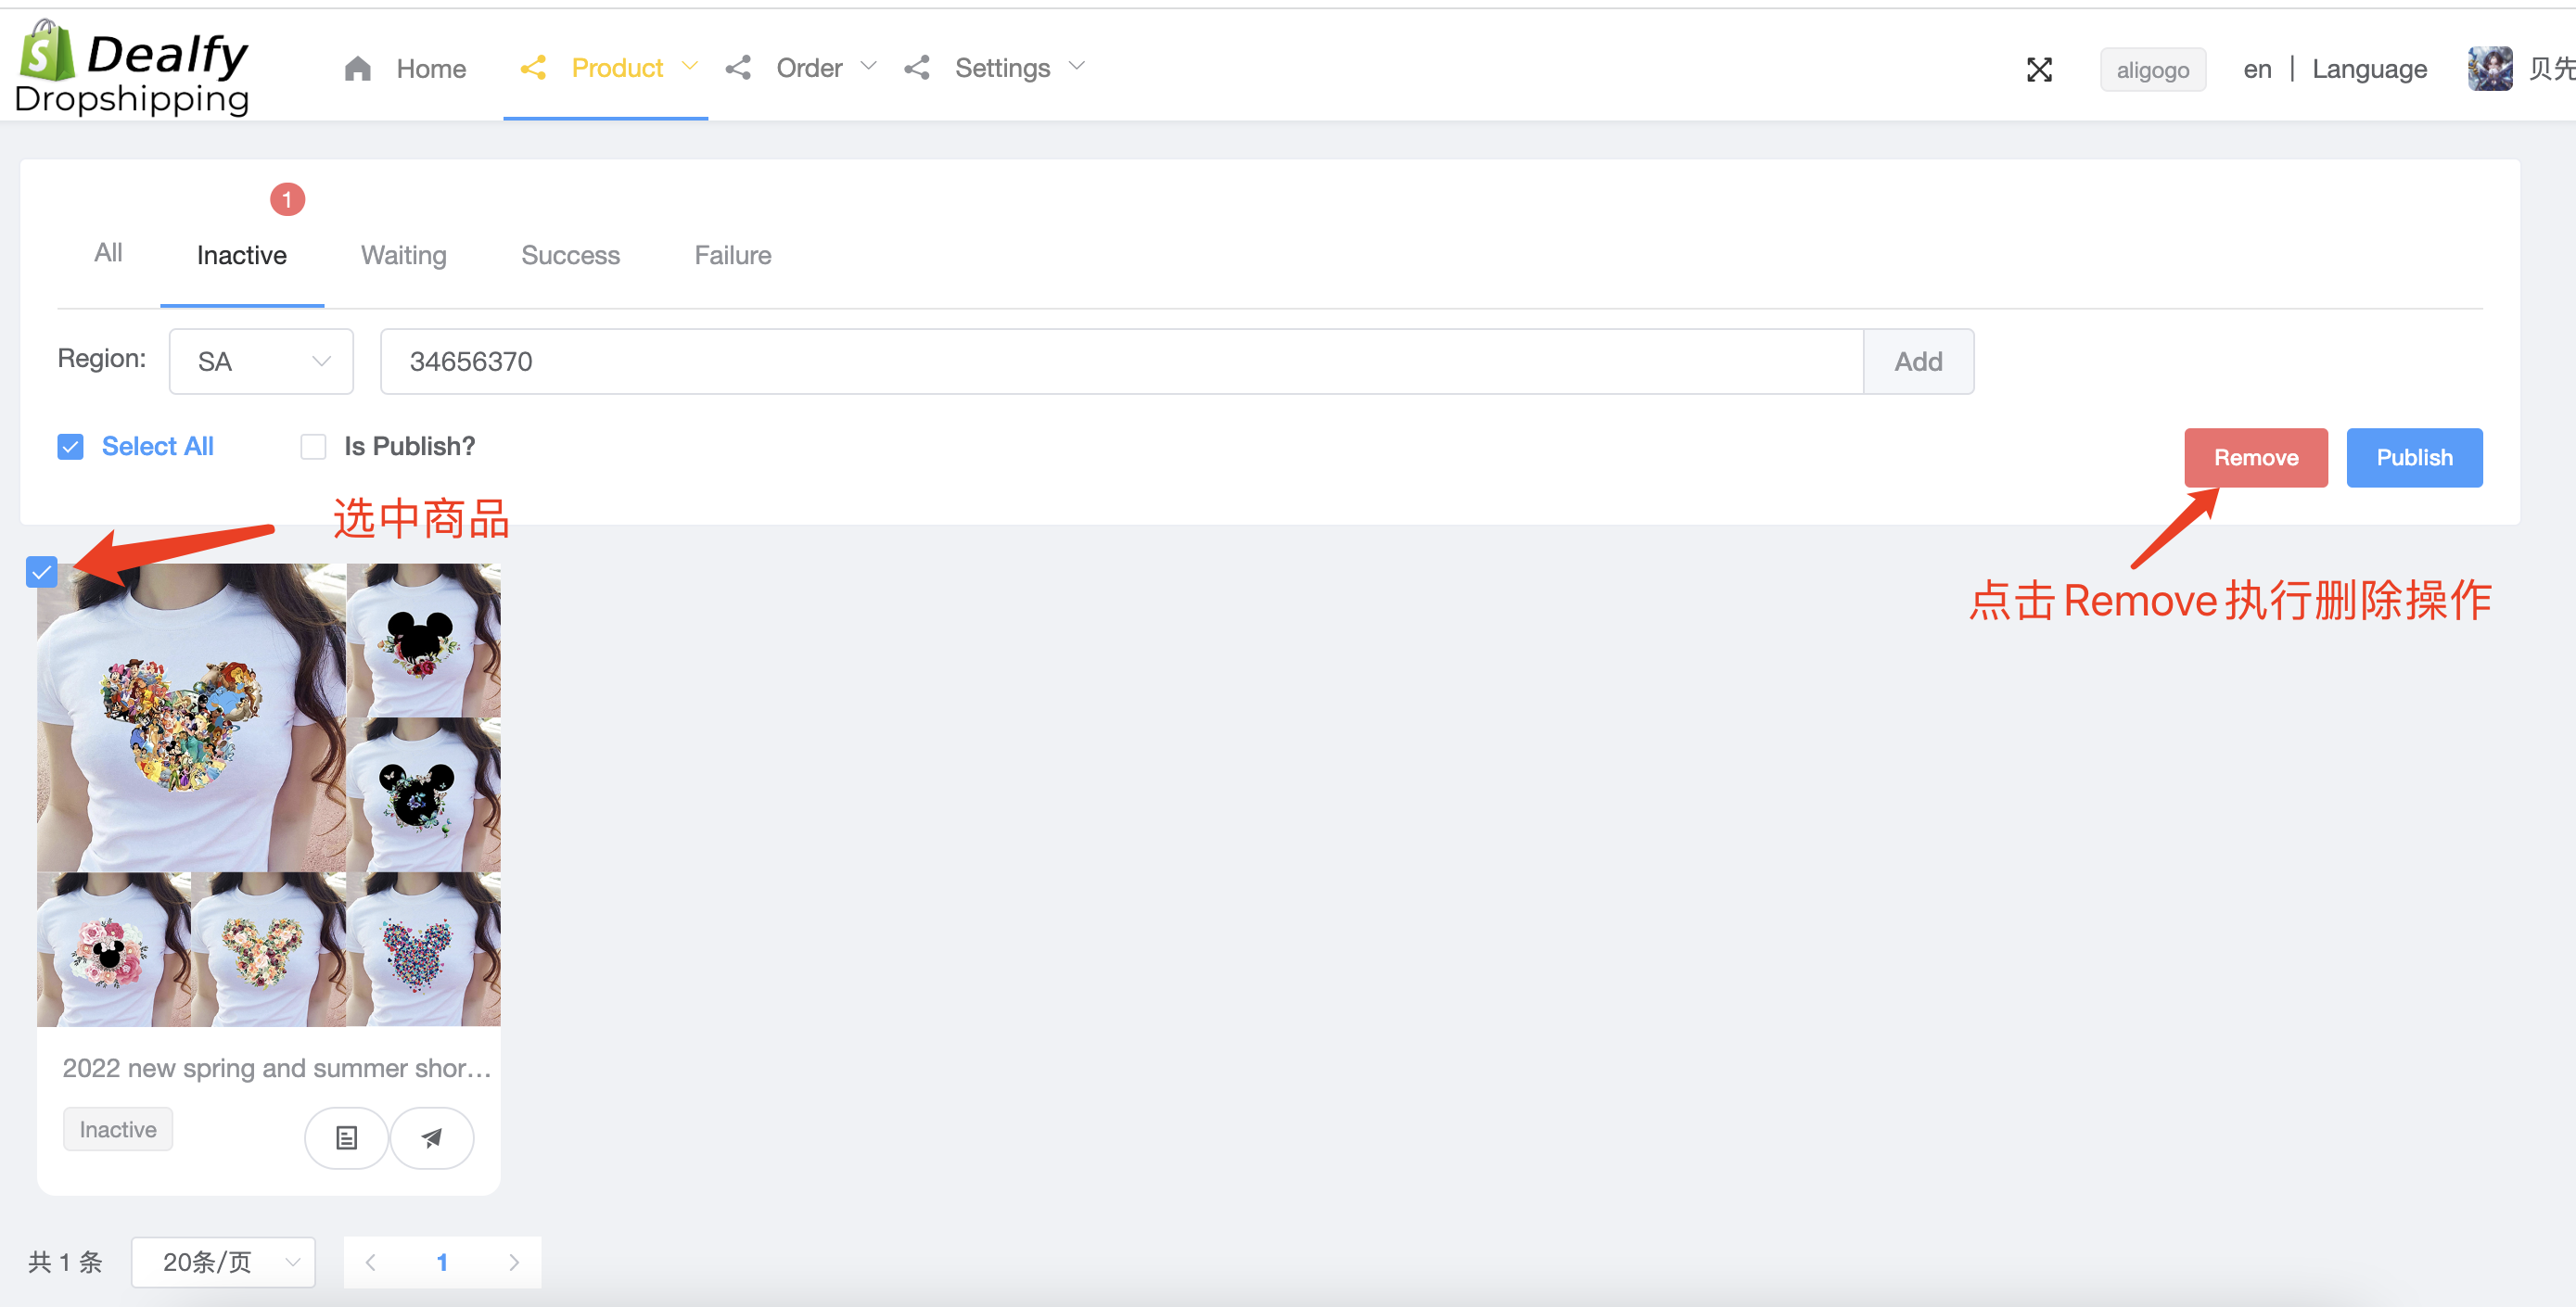 Dealfy
Dropshipping
Home
Product
Order
Settings
aligogo
en | Language
贝先
1
All
Inactive
Waiting
Success
Failure
Region:
SA
34656370
Add
Select All
Is Publish?
Remove
Publish
选中商品
点击Remove执行删除操作
2022 new spring and summer shor...
Inactive
共 1 条
20条/页
1